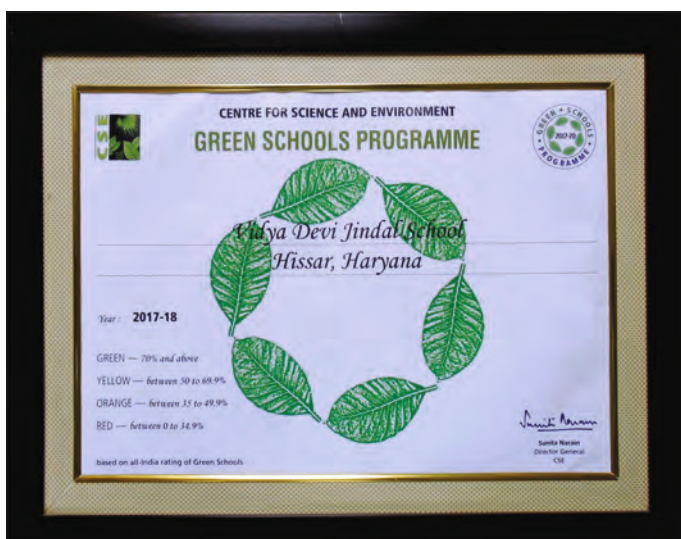 CSE
CENTRE FOR SCIENCE AND ENVIRONMENT
GREEN SCHOOLS PROGRAMME
GREEN SCHOOLS PROGRAMME
2017-20
Vidya Devi Jindal School
Hissar, Haryana
Year : 2017-18
GREEN — 70% and above
YELLOW — between 50 to 69.9%
ORANGE — between 35 to 49.9%
RED — between 0 to 34.9%
based on all-India rating of Green Schools
Sunita Narain
Sunita Narain
Director General
CSE